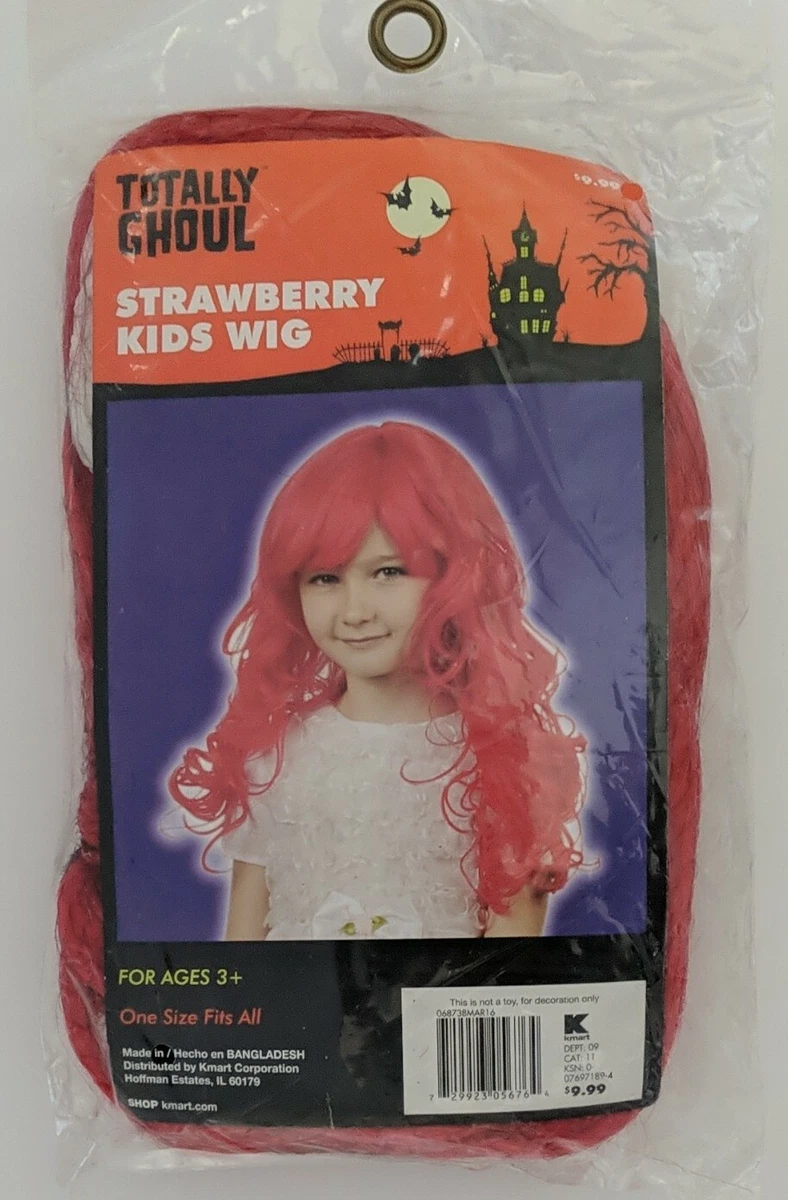 TOTALLY
GHOUL
$9.99
STRAWBERRY
KIDS WIG
FOR AGES 3+
One Size Fits All
Made in / Hecho en BANGLADESH
Distributed by Kmart Corporation
Hoffman Estates, IL 60179
SHOP kmart.com
This is not a toy, for decoration only
068738MAR16
K
kmart
DEPT: 09
CAT: 11
KSN: 0-
07697189-4
$9.99
7 29923 05676 4